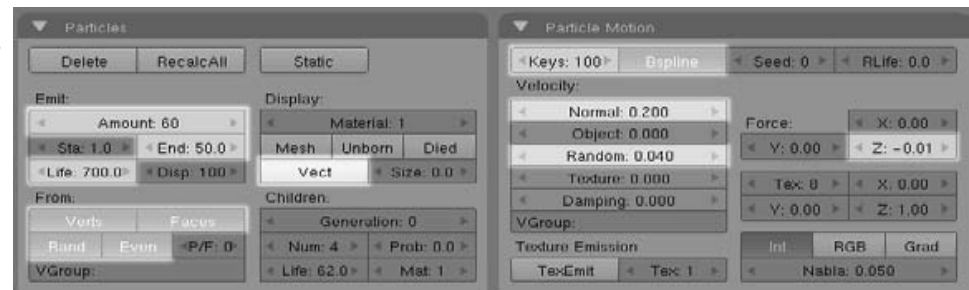 Particles
Delete RecalcAll Static
Emit: Display:
Amount: 60 Material: 1
Sta: 1.0 End: 50.0 Mesh Unborn Died
Life: 700.0 Disp: 100 Vect Size: 0.0
From: Children:
Verts Faces Generation: 0
Rand Even P/F: 0 Num: 4 Prob: 0.0
VGroup: Life: 62.0 Mat: 1
Particle Motion
Keys: 100 Bspline Seed: 0 RLife: 0.0
Velocity:
Normal: 0.200
Object: 0.000 Force: X: 0.00
Random: 0.040 Y: 0.00 Z: -0.01
Texture: 0.000 Tex: 8 X: 0.00
Damping: 0.000 Y: 0.00 Z: 1.00
VGroup:
Texture Emission Int RGB Grad
TexEmit Tex: 1 Nabla: 0.050